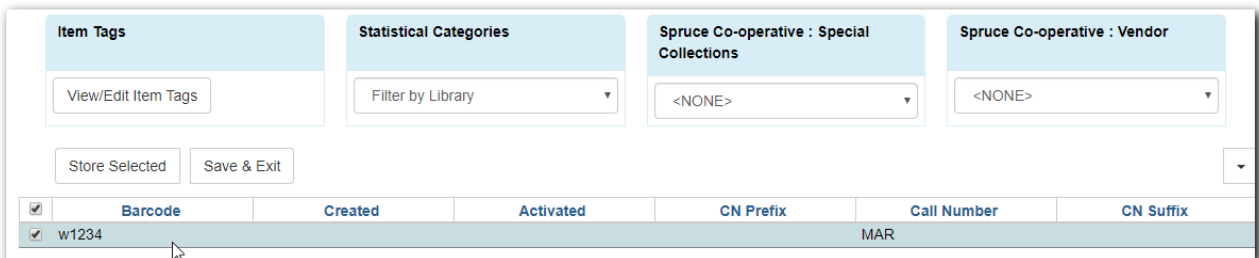 Item Tags
Statistical Categories
Spruce Co-operative : Special
Collections
Spruce Co-operative : Vendor
View/Edit Item Tags
Filter by Library
<NONE>
<NONE>
Store Selected
Save & Exit
Barcode Created Activated CN Prefix Call Number CN Suffix
w1234 MAR